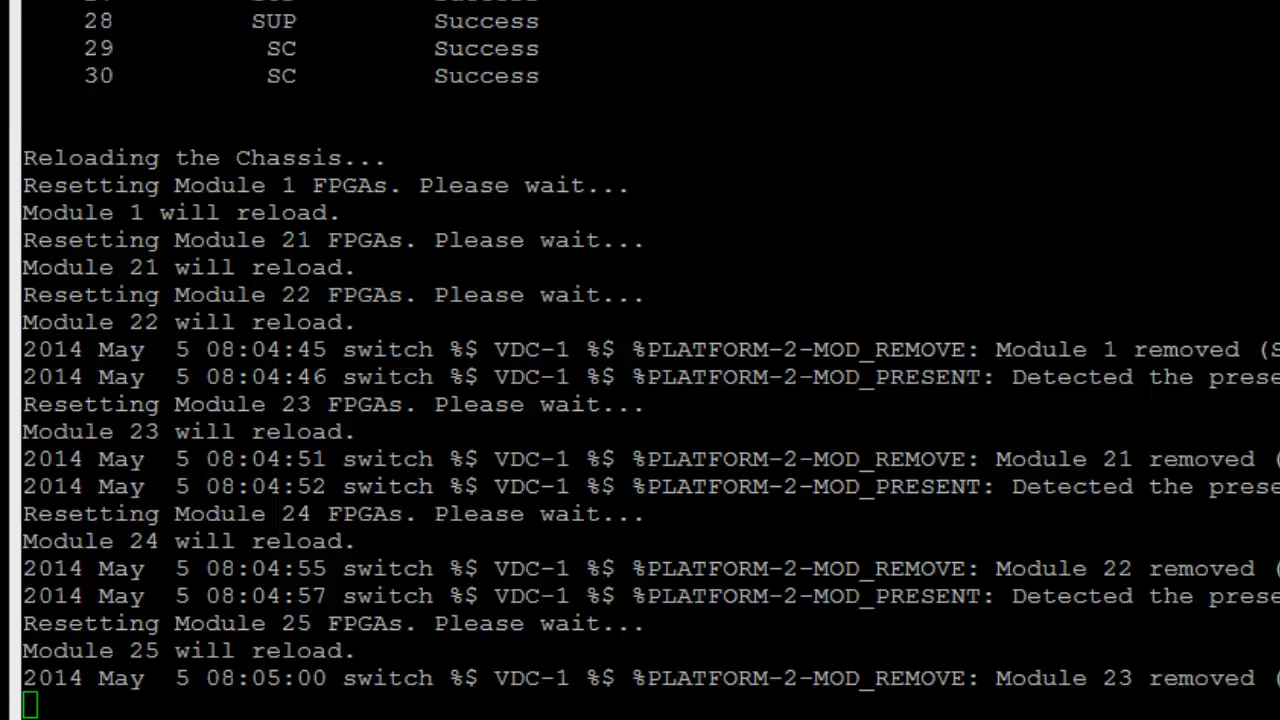 28 SUP Success
29 SC Success
30 SC Success
Reloading the Chassis...
Resetting Module 1 FPGAs. Please wait...
Module 1 will reload.
Resetting Module 21 FPGAs. Please wait...
Module 21 will reload.
Resetting Module 22 FPGAs. Please wait...
Module 22 will reload.
2014 May  5 08:04:45 switch %$ VDC-1 %$ %PLATFORM-2-MOD_REMOVE: Module 1 removed (S
2014 May  5 08:04:46 switch %$ VDC-1 %$ %PLATFORM-2-MOD_PRESENT: Detected the prese
Resetting Module 23 FPGAs. Please wait...
Module 23 will reload.
2014 May  5 08:04:51 switch %$ VDC-1 %$ %PLATFORM-2-MOD_REMOVE: Module 21 removed (
2014 May  5 08:04:52 switch %$ VDC-1 %$ %PLATFORM-2-MOD_PRESENT: Detected the prese
Resetting Module 24 FPGAs. Please wait...
Module 24 will reload.
2014 May  5 08:04:55 switch %$ VDC-1 %$ %PLATFORM-2-MOD_REMOVE: Module 22 removed (
2014 May  5 08:04:57 switch %$ VDC-1 %$ %PLATFORM-2-MOD_PRESENT: Detected the prese
Resetting Module 25 FPGAs. Please wait...
Module 25 will reload.
2014 May  5 08:05:00 switch %$ VDC-1 %$ %PLATFORM-2-MOD_REMOVE: Module 23 removed (